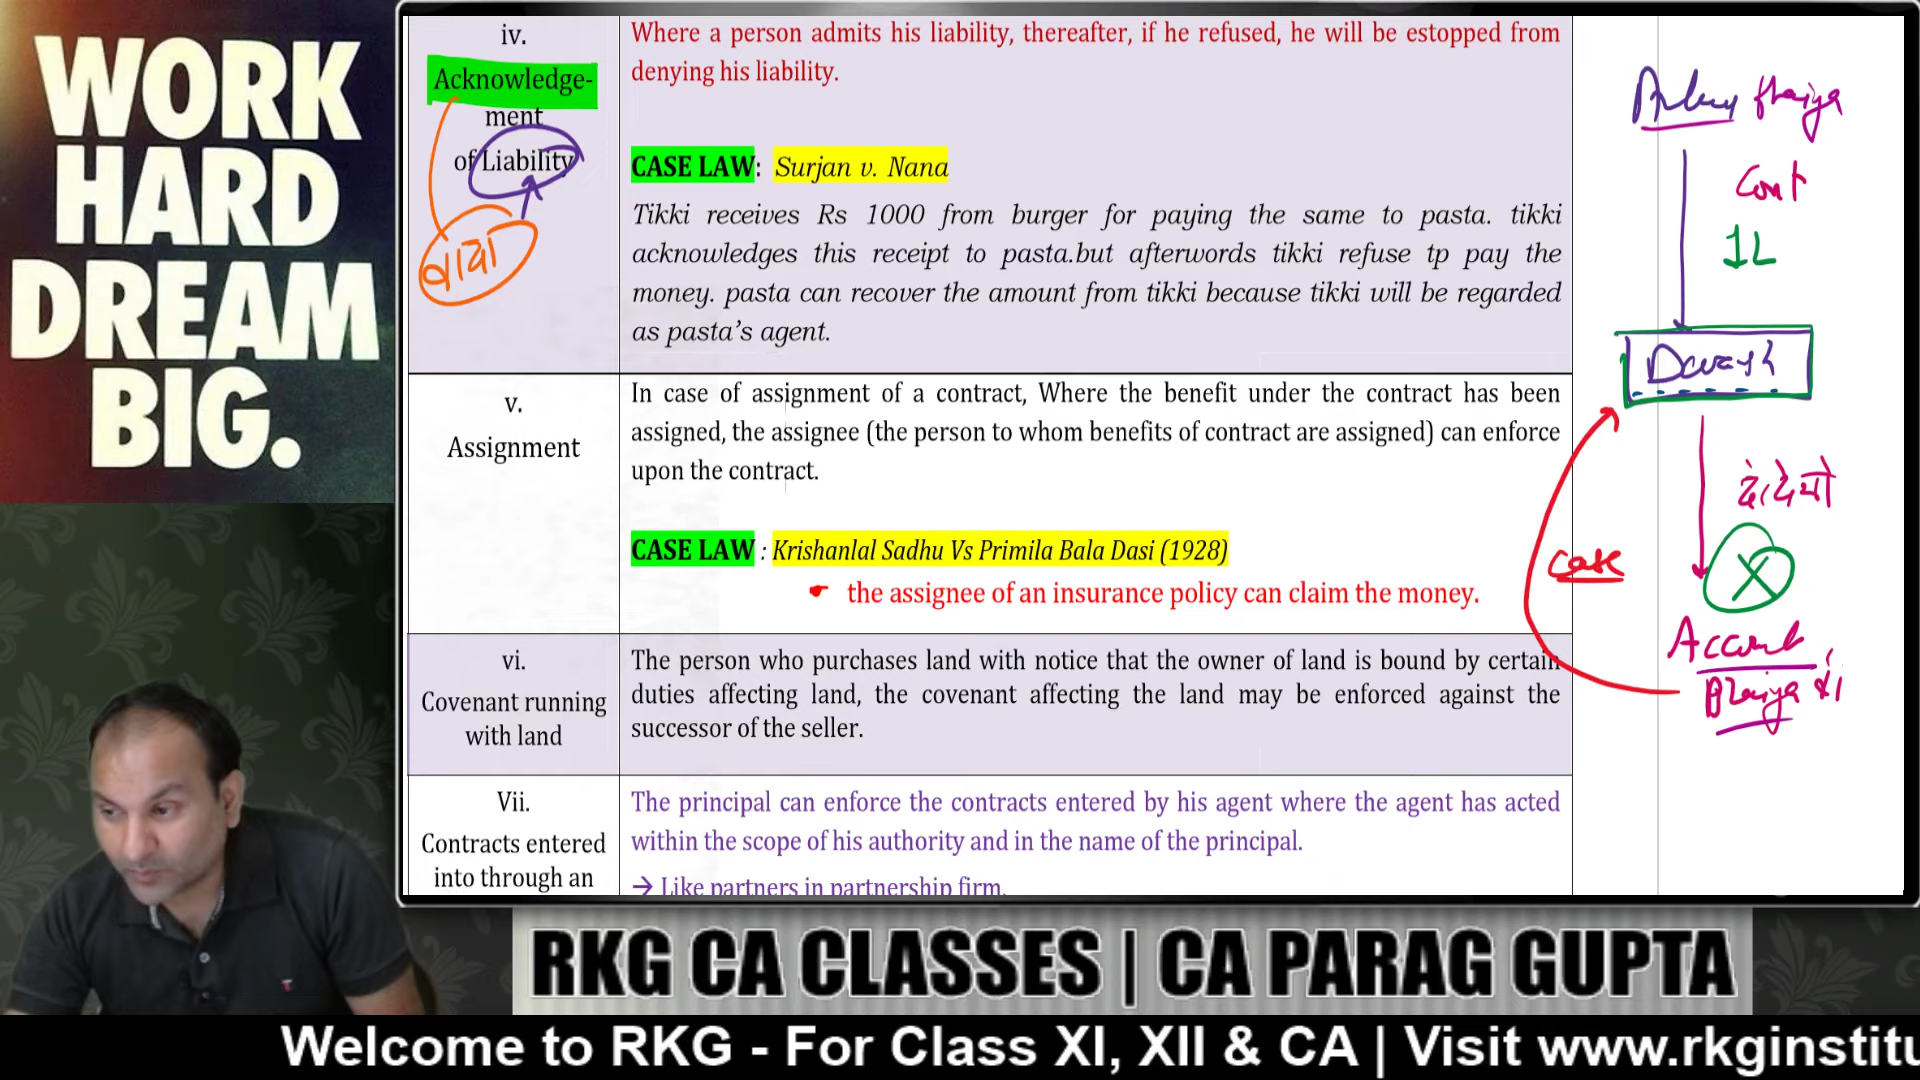 WORK
HARD
DREAM
BIG.
iv.
Acknowledge-
ment
of Liability
Where a person admits his liability, thereafter, if he refused, he will be estopped from
denying his liability.
CASE LAW: Surjan v. Nana
Tikki receives Rs 1000 from burger for paying the same to pasta. tikki
acknowledges this receipt to pasta.but afterwords tikki refuse tp pay the
money. pasta can recover the amount from tikki because tikki will be regarded
as pasta’s agent.
v.
Assignment
In case of assignment of a contract, Where the benefit under the contract has been
assigned, the assignee (the person to whom benefits of contract are assigned) can enforce
upon the contract.
CASE LAW : Krishanlal Sadhu Vs Primila Bala Dasi (1928)
☛ the assignee of an insurance policy can claim the money.
vi.
Covenant running
with land
The person who purchases land with notice that the owner of land is bound by certain
duties affecting land, the covenant affecting the land may be enforced against the
successor of the seller.
Vii.
Contracts entered
into through an
The principal can enforce the contracts entered by his agent where the agent has acted
within the scope of his authority and in the name of the principal.
→ Like partners in partnership firm.
Bhaiya
Cont
1L
Devansh
case
X
Account
Bhaiya
RKG CA CLASSES | CA PARAG GUPTA
Welcome to RKG - For Class XI, XII & CA | Visit www.rkginstitu